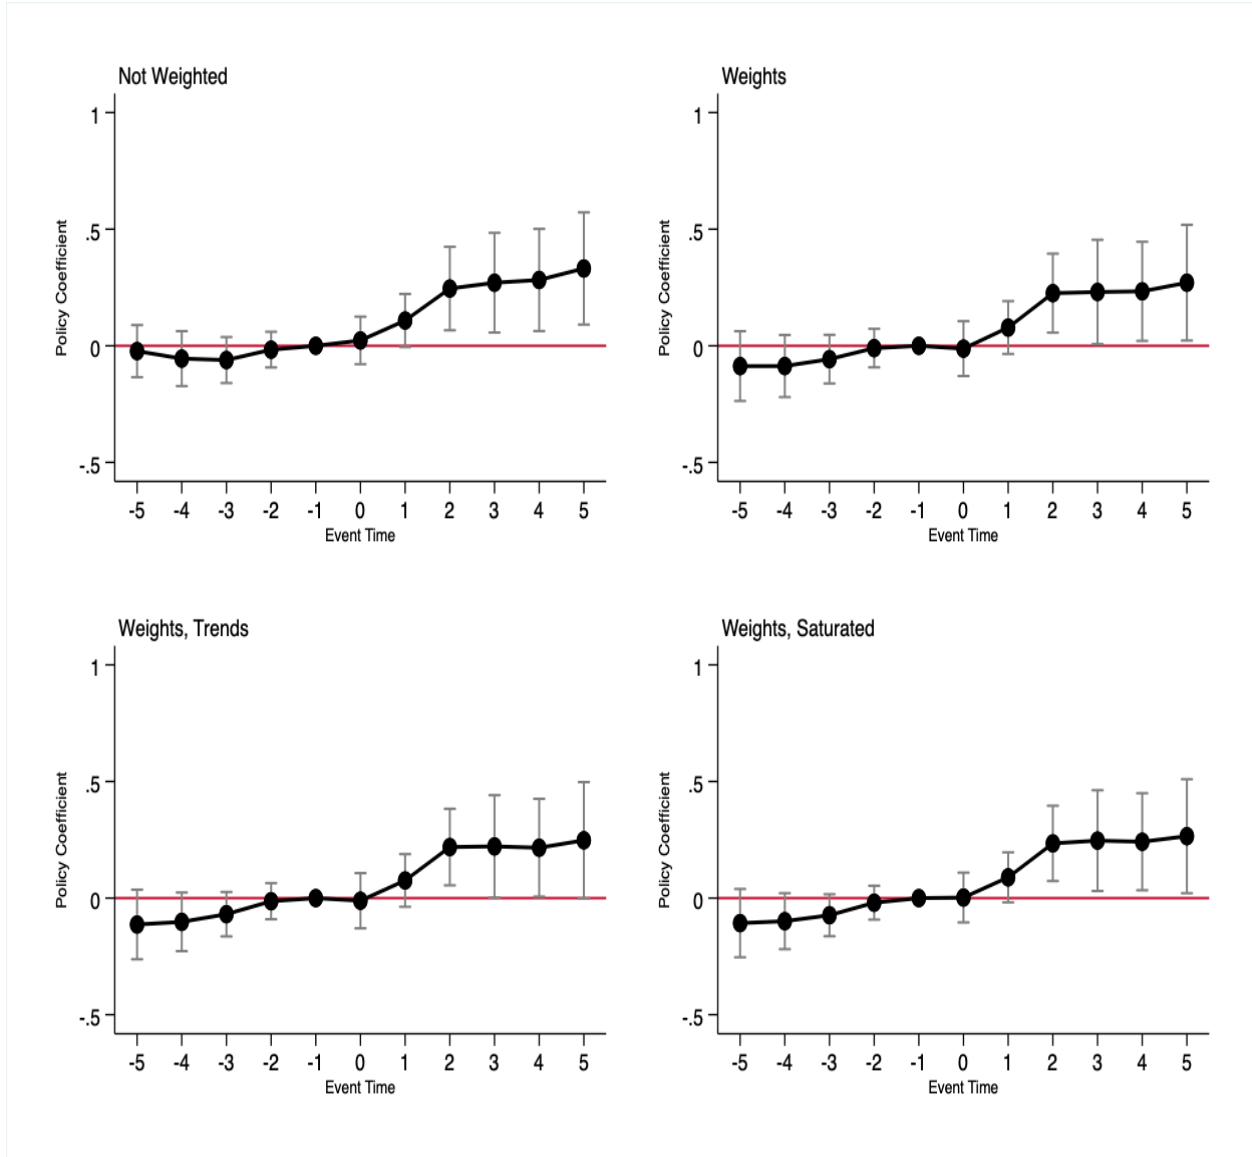 Not Weighted
1
.5
0
-.5
Policy Coefficient
-5 -4 -3 -2 -1 0 1 2 3 4 5
Event Time
Weights
1
.5
0
-.5
Policy Coefficient
-5 -4 -3 -2 -1 0 1 2 3 4 5
Event Time
Weights, Trends
1
.5
0
-.5
Policy Coefficient
-5 -4 -3 -2 -1 0 1 2 3 4 5
Event Time
Weights, Saturated
1
.5
0
-.5
Policy Coefficient
-5 -4 -3 -2 -1 0 1 2 3 4 5
Event Time